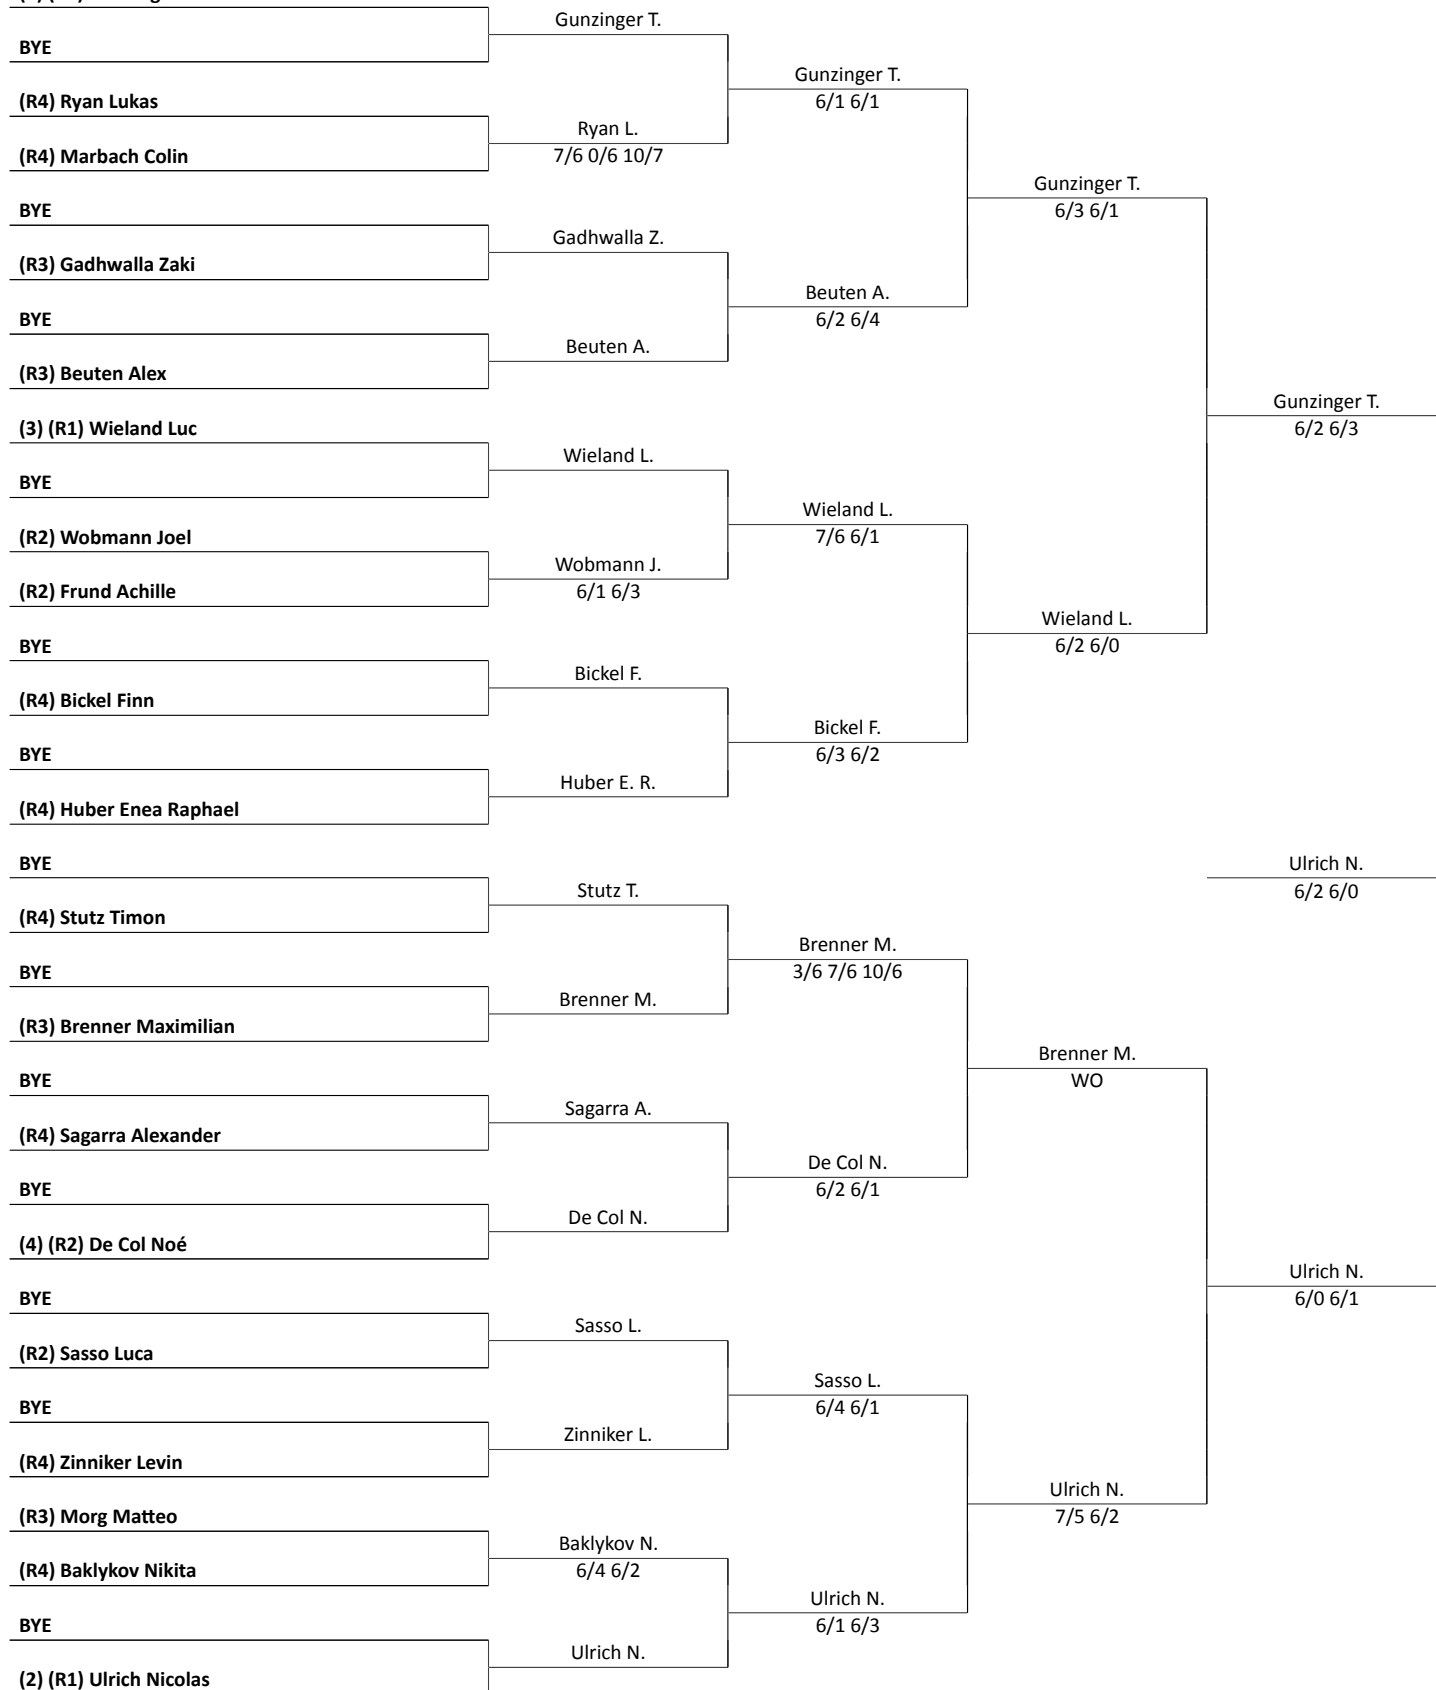 BYE
(R4) Ryan Lukas
(R4) Marbach Colin
BYE
(R3) Gadhwalla Zaki
BYE
(R3) Beuten Alex
(3) (R1) Wieland Luc
BYE
(R2) Wobmann Joel
(R2) Frund Achille
BYE
(R4) Bickel Finn
BYE
(R4) Huber Enea Raphael
BYE
(R4) Stutz Timon
BYE
(R3) Brenner Maximilian
BYE
(R4) Sagarra Alexander
BYE
(4) (R2) De Col Noé
BYE
(R2) Sasso Luca
BYE
(R4) Zinniker Levin
(R3) Morg Matteo
(R4) Baklykov Nikita
BYE
(2) (R1) Ulrich Nicolas
Gunzinger T.
Ryan L.
7/6 0/6 10/7
Gadhwalla Z.
Beuten A.
Wieland L.
Wobmann J.
6/1 6/3
Bickel F.
Huber E. R.
Stutz T.
Brenner M.
Sagarra A.
De Col N.
Sasso L.
Zinniker L.
Baklykov N.
6/4 6/2
Ulrich N.
Gunzinger T.
6/1 6/1
Beuten A.
6/2 6/4
Wieland L.
7/6 6/1
Bickel F.
6/3 6/2
Brenner M.
3/6 7/6 10/6
De Col N.
6/2 6/1
Sasso L.
6/4 6/1
Ulrich N.
6/1 6/3
Gunzinger T.
6/3 6/1
Wieland L.
6/2 6/0
Brenner M.
WO
Ulrich N.
7/5 6/2
Gunzinger T.
6/2 6/3
Ulrich N.
6/2 6/0
Ulrich N.
6/0 6/1